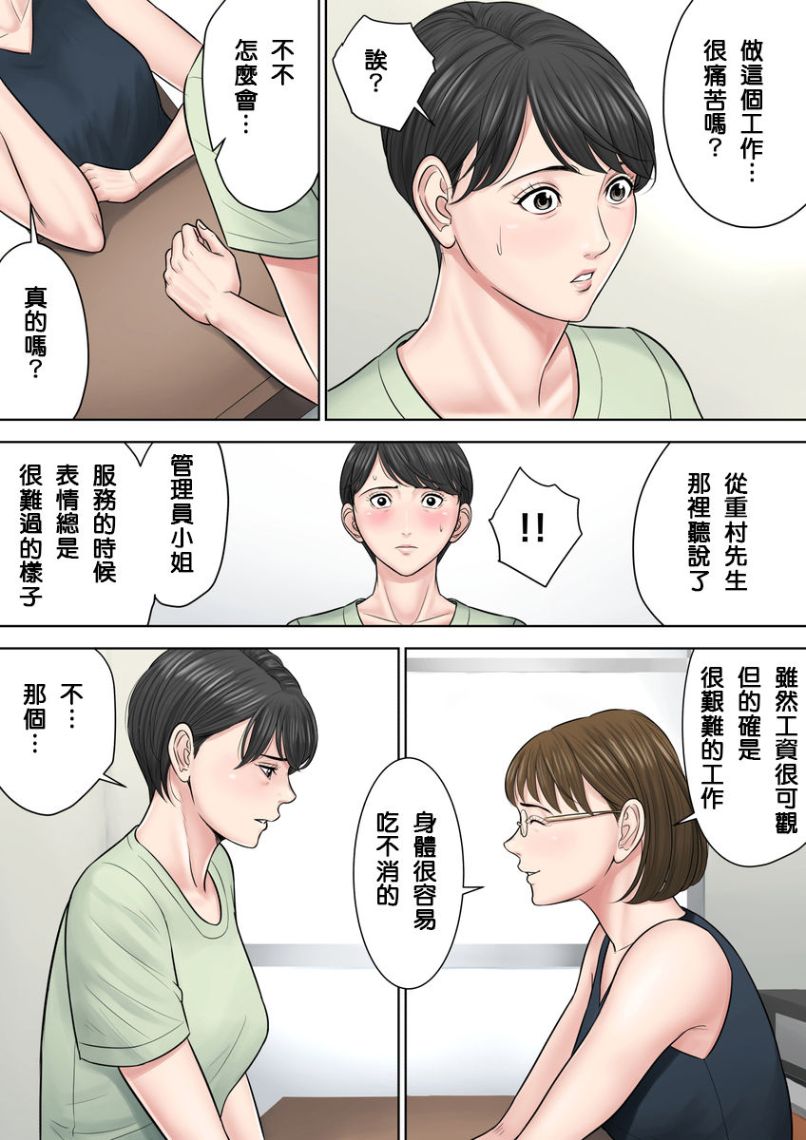 做這個工作…
很痛苦嗎？
誒？
不不
怎麼會…
真的嗎？
從重村先生
那裡聽說了
!!
管理員小姐
服務的時候
表情總是
很難過的樣子
雖然工資很可觀
但的確是
很艱難的工作
身體很容易
吃不消的
不…
那個…